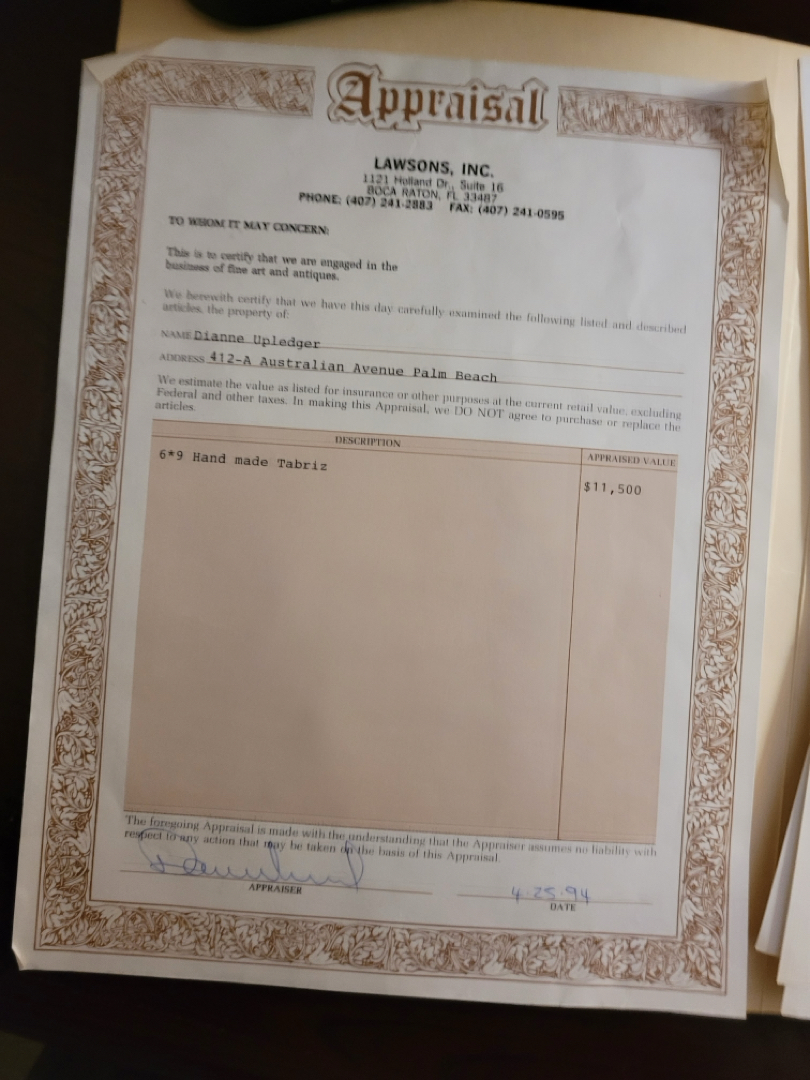 Appraisal
LAWSONS, INC.
1121 Holland Dr., Suite 16
BOCA RATON, FL 33487
PHONE: (407) 241-2883 FAX: (407) 241-0595
TO WHOM IT MAY CONCERN:
This is to certify that we are engaged in the
business of fine art and antiques.
We herewith certify that we have this day carefully examined the following listed and described
articles, the property of:
NAME Dianne Upledger
ADDRESS 412-A Australian Avenue Palm Beach
We estimate the value as listed for insurance or other purposes at the current retail value, excluding
Federal and other taxes. In making this Appraisal, we DO NOT agree to purchase or replace the
articles.
DESCRIPTION APPRAISED VALUE
6*9 Hand made Tabriz
$11,500
The foregoing Appraisal is made with the understanding that the Appraiser assumes no liability with
respect to any action that may be taken on the basis of this Appraisal.
4·25·94
APPRAISER
DATE